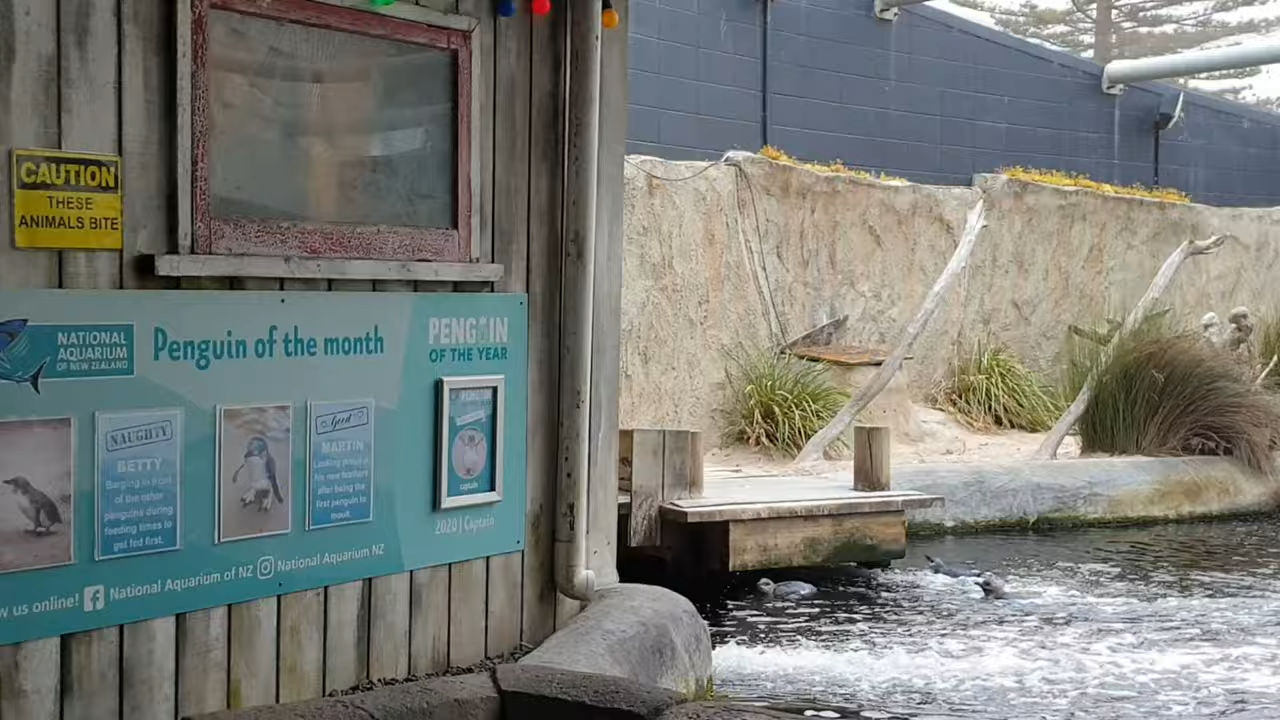 CAUTION
THESE
ANIMALS BITE
NATIONAL
AQUARIUM
OF NEW ZEALAND
Penguin of the month
PENGUIN
OF THE YEAR
NAUGHTY
BETTY
Barging in front
of the other
penguins during
feeding times to
get fed first.
Good
MARTIN
Looking proud in
his new feathers
after being the
first penguin to
moult.
PENGUIN
captain
2020 | Captain
w us online!
National Aquarium of NZ
National Aquarium NZ